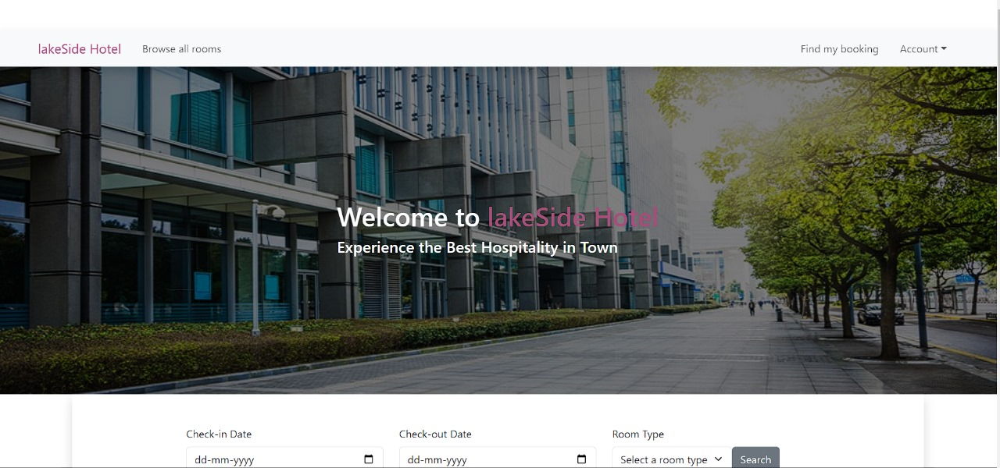 lakeSide Hotel Browse all rooms Find my booking Account
Welcome to lakeSide Hotel
Experience the Best Hospitality in Town
Check-in Date Check-out Date Room Type
dd-mm-yyyy dd-mm-yyyy Select a room type Search